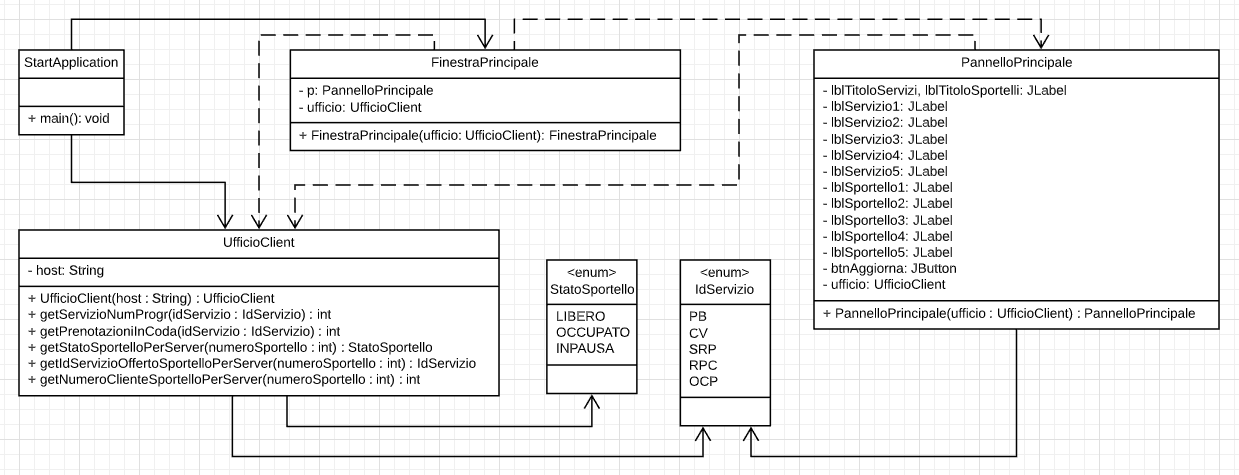 StartApplication
+ main(): void
FinestraPrincipale
- p: PannelloPrincipale
- ufficio: UfficioClient
+ FinestraPrincipale(ufficio: UfficioClient): FinestraPrincipale
PannelloPrincipale
- lblTitoloServizi, lblTitoloSportelli: JLabel
- lblServizio1: JLabel
- lblServizio2: JLabel
- lblServizio3: JLabel
- lblServizio4: JLabel
- lblServizio5: JLabel
- lblSportello1: JLabel
- lblSportello2: JLabel
- lblSportello3: JLabel
- lblSportello4: JLabel
- lblSportello5: JLabel
- btnAggiorna: JButton
- ufficio: UfficioClient
+ PannelloPrincipale(ufficio : UfficioClient) : PannelloPrincipale
UfficioClient
- host: String
+ UfficioClient(host : String) : UfficioClient
+ getServizioNumProgr(idServizio : IdServizio) : int
+ getPrenotazioniInCoda(idServizio : IdServizio) : int
+ getStatoSportelloPerServer(numeroSportello : int) : StatoSportello
+ getIdServizioOffertoSportelloPerServer(numeroSportello : int) : IdServizio
+ getNumeroClienteSportelloPerServer(numeroSportello : int) : int
<enum>
StatoSportello
LIBERO
OCCUPATO
INPAUSA
<enum>
IdServizio
PB
CV
SRP
RPC
OCP